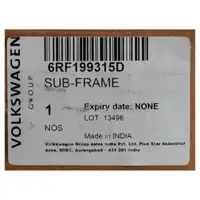 VOLKSWAGEN
GROUP
6RF199315D
SUB-FRAME
1
NOS
Expiry date: NONE
LOT: 13496
Made in INDIA
Volkswagen Group Sales India Pvt. Ltd. Five Star Industrial
Area, MIDC, Aurangabad - 431 201 India